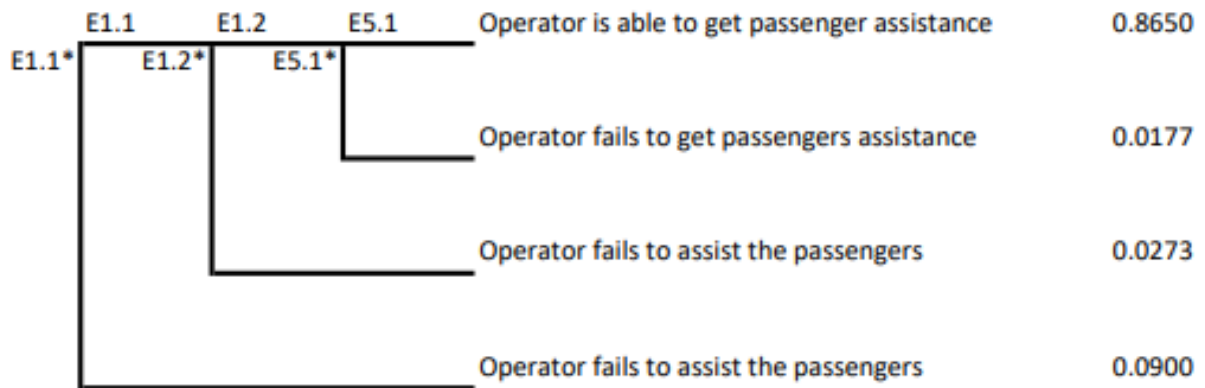 E1.1 E1.2 E5.1 Operator is able to get passenger assistance 0.8650
E1.1* E1.2* E5.1*
Operator fails to get passengers assistance 0.0177
Operator fails to assist the passengers 0.0273
Operator fails to assist the passengers 0.0900